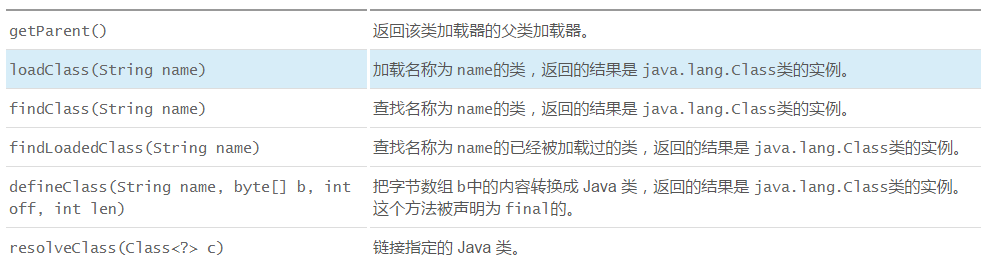 getParent() 返回该类加载器的父类加载器。
loadClass(String name) 加载名称为 name的类，返回的结果是 java.lang.Class类的实例。
findClass(String name) 查找名称为 name的类，返回的结果是 java.lang.Class类的实例。
findLoadedClass(String name) 查找名称为 name的已经被加载过的类，返回的结果是 java.lang.Class类的实例。
defineClass(String name, byte[] b, int 把字节数组 b中的内容转换成 Java 类，返回的结果是 java.lang.Class类的实例。
off, int len) 这个方法被声明为 final的。
resolveClass(Class<?> c) 链接指定的 Java 类。